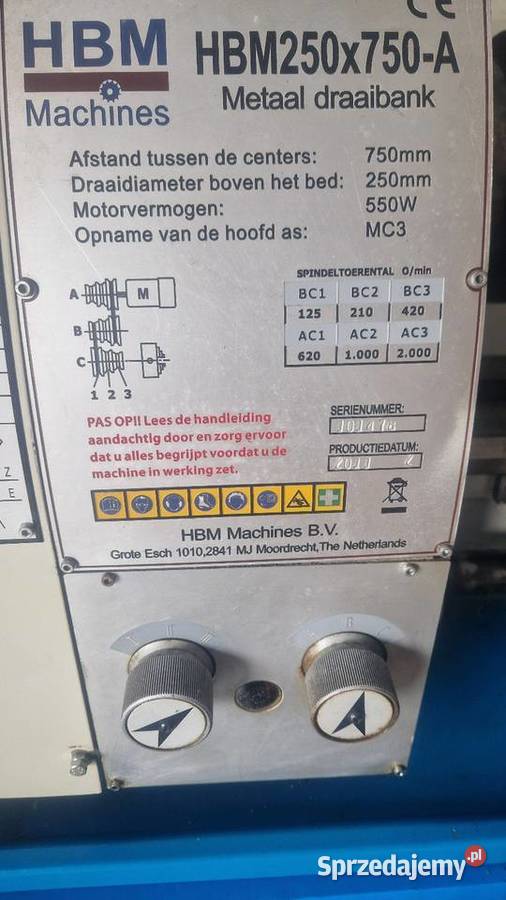 CE
HBM
Machines
HBM250x750-A
Metaal draaibank
Afstand tussen de centers: 750mm
Draaidiameter boven het bed: 250mm
Motorvermogen: 550W
Opname van de hoofd as: MC3
A
M
B
C
1 2 3
SPINDELTOERENTAL O/min
BC1 BC2 BC3
125 210 420
AC1 AC2 AC3
620 1.000 2.000
PAS OP!! Lees de handleiding
aandachtig door en zorg ervoor
dat u alles begrijpt voordat u de
machine in werking zet.
SERIENUMMER:
PRODUCTIEDATUM:
2011
HBM Machines B.V.
Grote Esch 1010,2841 MJ Moordrecht,The Netherlands
Z
E
B
C
Sprzedajemy.pl